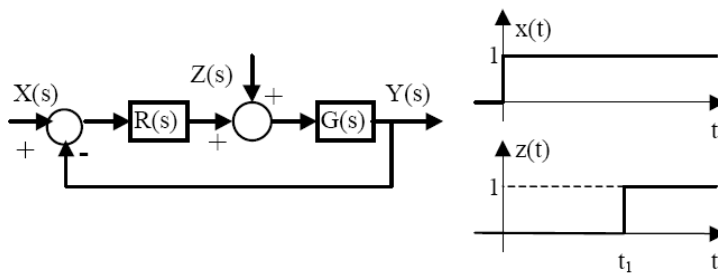 X(s)
+
-
R(s)
+
Z(s)
+
G(s)
Y(s)
x(t)
1
t
z(t)
1
t₁
t